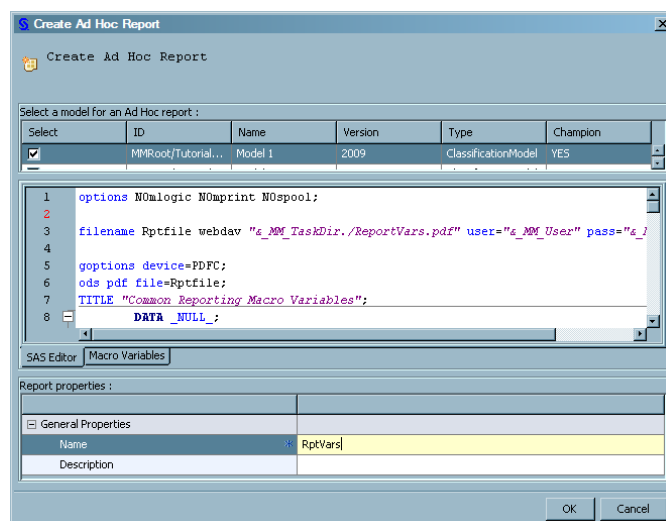 Create Ad Hoc Report
Create Ad Hoc Report
Select a model for an Ad Hoc report :
Select ID Name Version Type Champion
MMRoot/Tutorial... Model 1 2009 ClassificationModel YES
1 options NOmlogic NOmprint NOspool;
2
3 filename Rptfile webdav "&_MM_TaskDir./ReportVars.pdf" user="&_MM_User" pass="&_
4
5 goptions device=PDFC;
6 ods pdf file=Rptfile;
7 TITLE "Common Reporting Macro Variables";
8 DATA _NULL_;
SAS Editor Macro Variables
Report properties :
General Properties
Name * RptVars
Description
OK Cancel